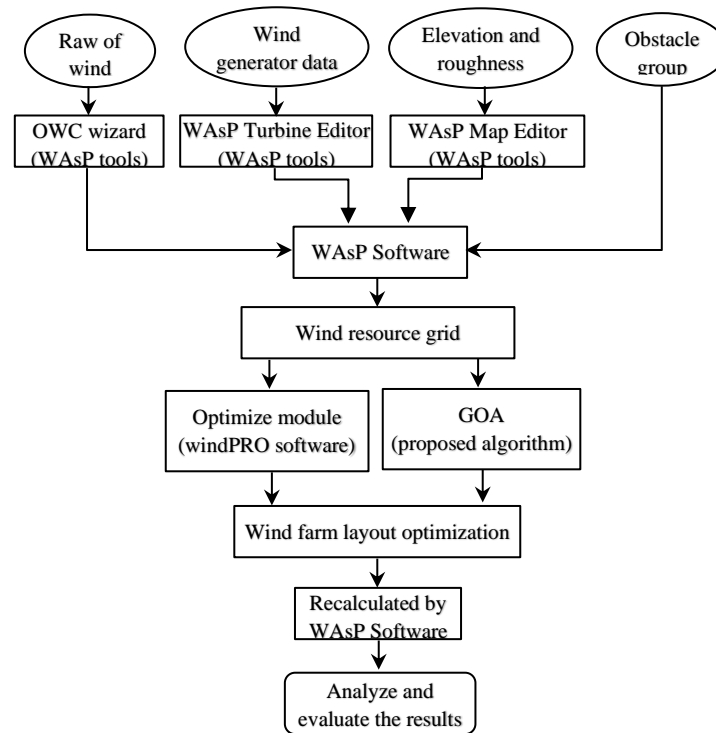 Raw of
wind
Wind
generator data
Elevation and
roughness
Obstacle
group
OWC wizard
(WAsP tools)
WAsP Turbine Editor
(WAsP tools)
WAsP Map Editor
(WAsP tools)
WAsP Software
Wind resource grid
Optimize module
(windPRO software)
GOA
(proposed algorithm)
Wind farm layout optimization
Recalculated by
WAsP Software
Analyze and
evaluate the results